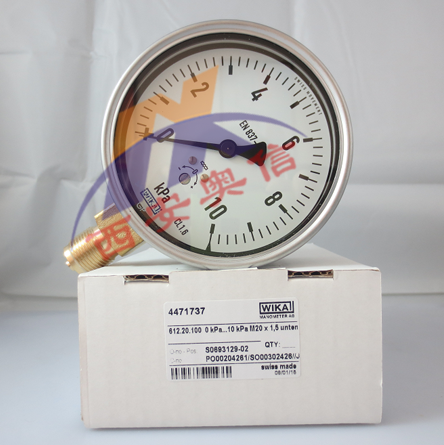 0
2
4
6
8
10
EN 837-
kPa
WIKA
CL.1,6
西安奥信
4471737
WIKA
MANOMETER AG
612.20.100 0 kPa...10 kPa M20 x 1,5 unten
S0693129-02
QTY:
PO00204261/SO00302426//J
swiss made